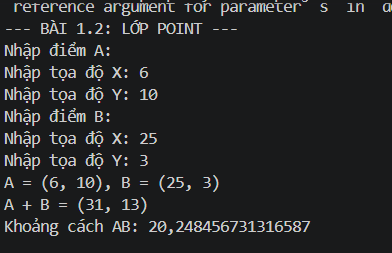 reference argument for parameter 's' in
--- BÀI 1.2: LỚP POINT ---
Nhập điểm A:
Nhập tọa độ X: 6
Nhập tọa độ Y: 10
Nhập điểm B:
Nhập tọa độ X: 25
Nhập tọa độ Y: 3
A = (6, 10), B = (25, 3)
A + B = (31, 13)
Khoảng cách AB: 20,248456731316587